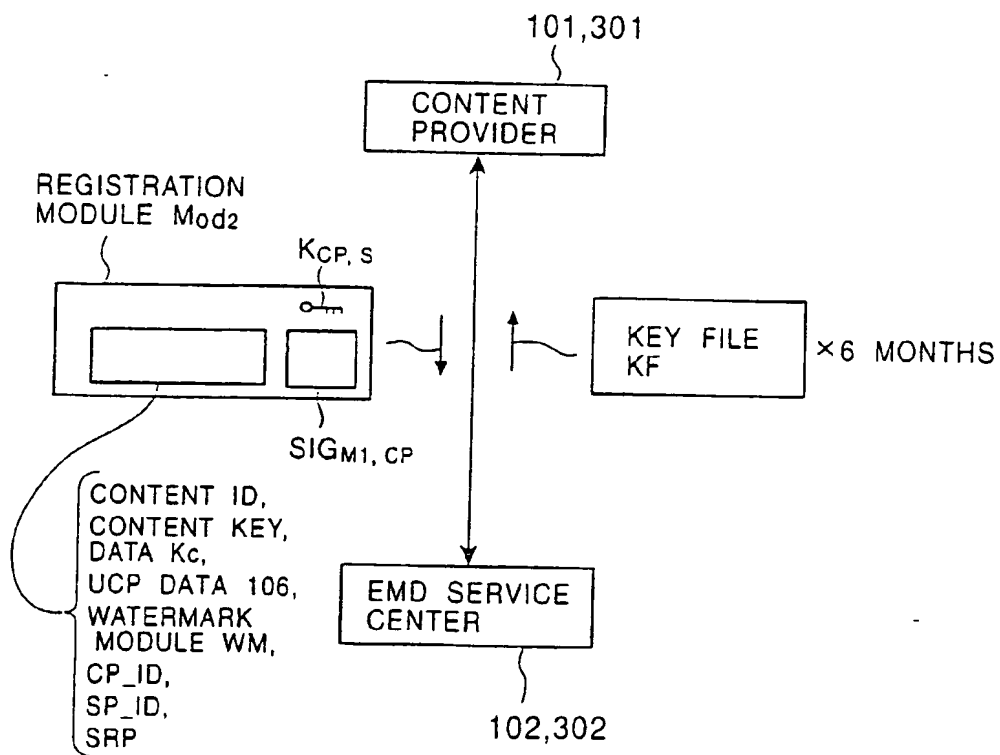 101,301
CONTENT
PROVIDER
REGISTRATION
MODULE Mod2
KCP, S
KEY FILE
KF
×6 MONTHS
SIGM1, CP
CONTENT ID,
CONTENT KEY,
DATA Kc,
UCP DATA 106,
WATERMARK
MODULE WM,
CP_ID,
SP_ID,
SRP
EMD SERVICE
CENTER
102,302